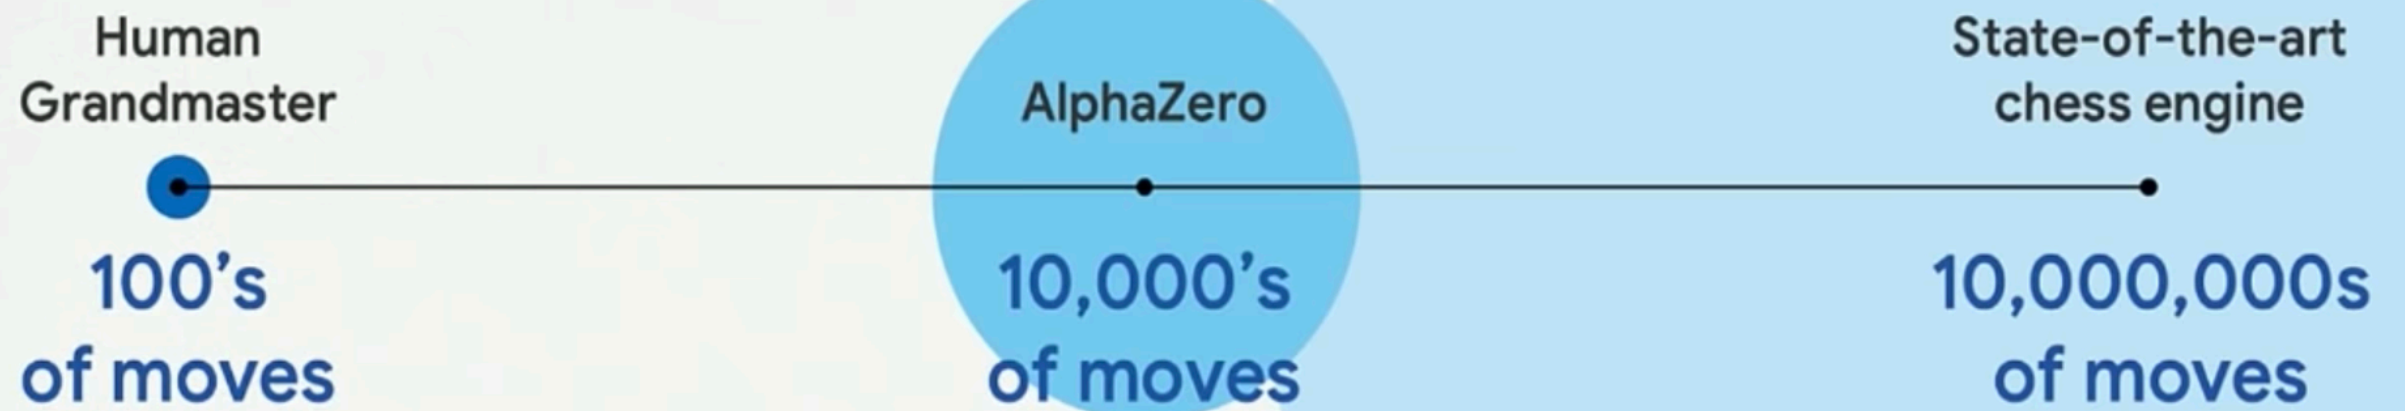 Human
Grandmaster
100’s
of moves
AlphaZero
10,000’s
of moves
State-of-the-art
chess engine
10,000,000s
of moves